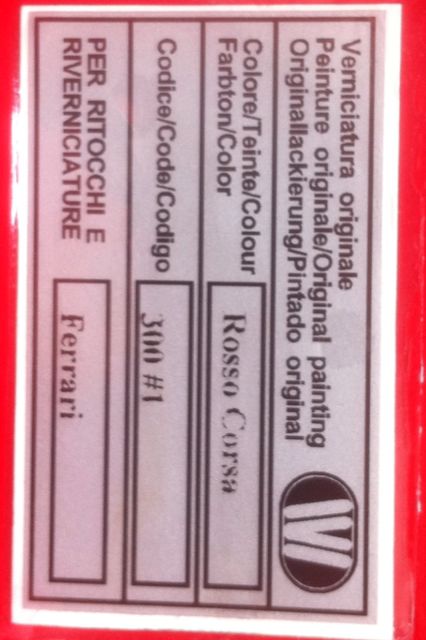 Verniciatura originale
Peinture originale/Original painting
Originallackierung/Pintado original
Colore/Teinte/Colour
Farbton/Color
Rosso Corsa
Codice/Code/Codigo
300 #1
PER RITOCCHI E
RIVERNICIATURE
Ferrari